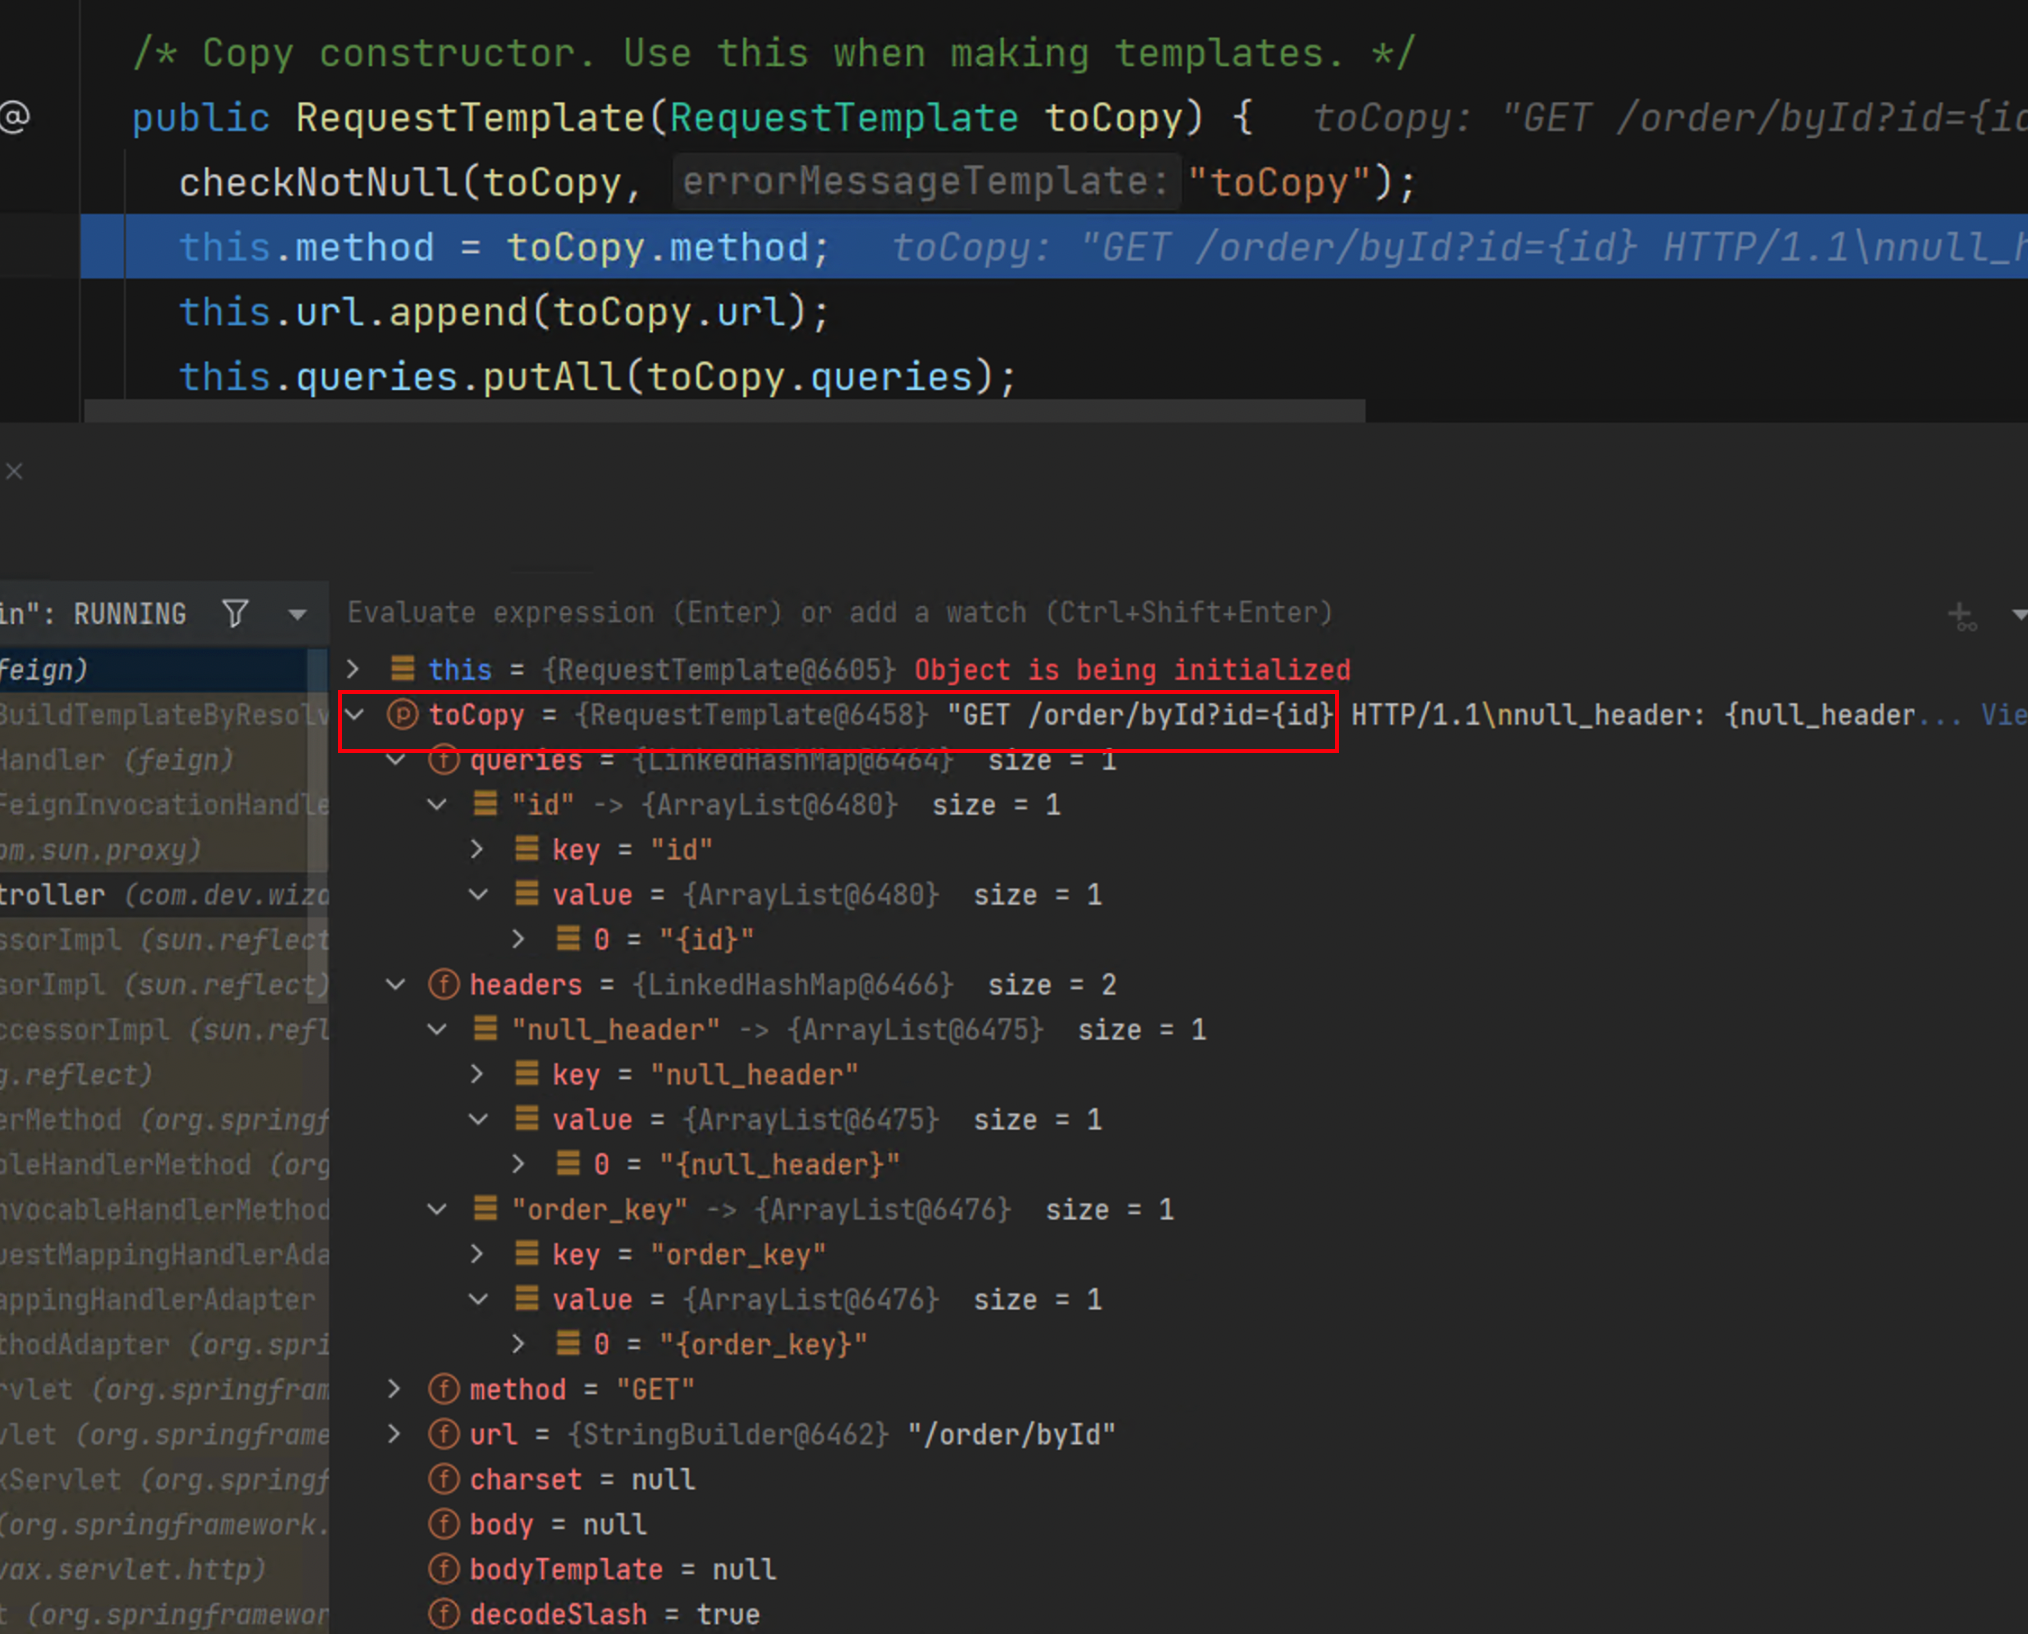 /* Copy constructor. Use this when making templates. */
@ public RequestTemplate(RequestTemplate toCopy) { toCopy: "GET /order/byId?id={id
checkNotNull(toCopy, errorMessageTemplate: "toCopy");
this.method = toCopy.method; toCopy: "GET /order/byId?id={id} HTTP/1.1\nnull_h
this.url.append(toCopy.url);
this.queries.putAll(toCopy.queries);
in": RUNNING
Evaluate expression (Enter) or add a watch (Ctrl+Shift+Enter)
feign)
this = {RequestTemplate@6605} Object is being initialized
BuildTemplateByResolv
p toCopy = {RequestTemplate@6458} "GET /order/byId?id={id} HTTP/1.1\nnull_header: {null_header... Vie
Handler (feign)
f queries = {LinkedHashMap@6464} size = 1
FeignInvocationHandle
"id" -> {ArrayList@6480} size = 1
om.sun.proxy)
key = "id"
troller (com.dev.wiza
value = {ArrayList@6480} size = 1
ssorImpl (sun.reflect
0 = "{id}"
sorImpl (sun.reflect)
f headers = {LinkedHashMap@6466} size = 2
ccessorImpl (sun.refl
"null_header" -> {ArrayList@6475} size = 1
g.reflect)
key = "null_header"
erMethod (org.springf
value = {ArrayList@6475} size = 1
bleHandlerMethod (org
0 = "{null_header}"
nvocableHandlerMethod
"order_key" -> {ArrayList@6476} size = 1
uestMappingHandlerAda
key = "order_key"
appingHandlerAdapter
value = {ArrayList@6476} size = 1
thodAdapter (org.spri
0 = "{order_key}"
rvlet (org.springfram
f method = "GET"
vlet (org.springframe
f url = {StringBuilder@6462} "/order/byId"
kServlet (org.springf
f charset = null
(org.springframework.
f body = null
vax.servlet.http)
f bodyTemplate = null
t (org.springframewor
f decodeSlash = true